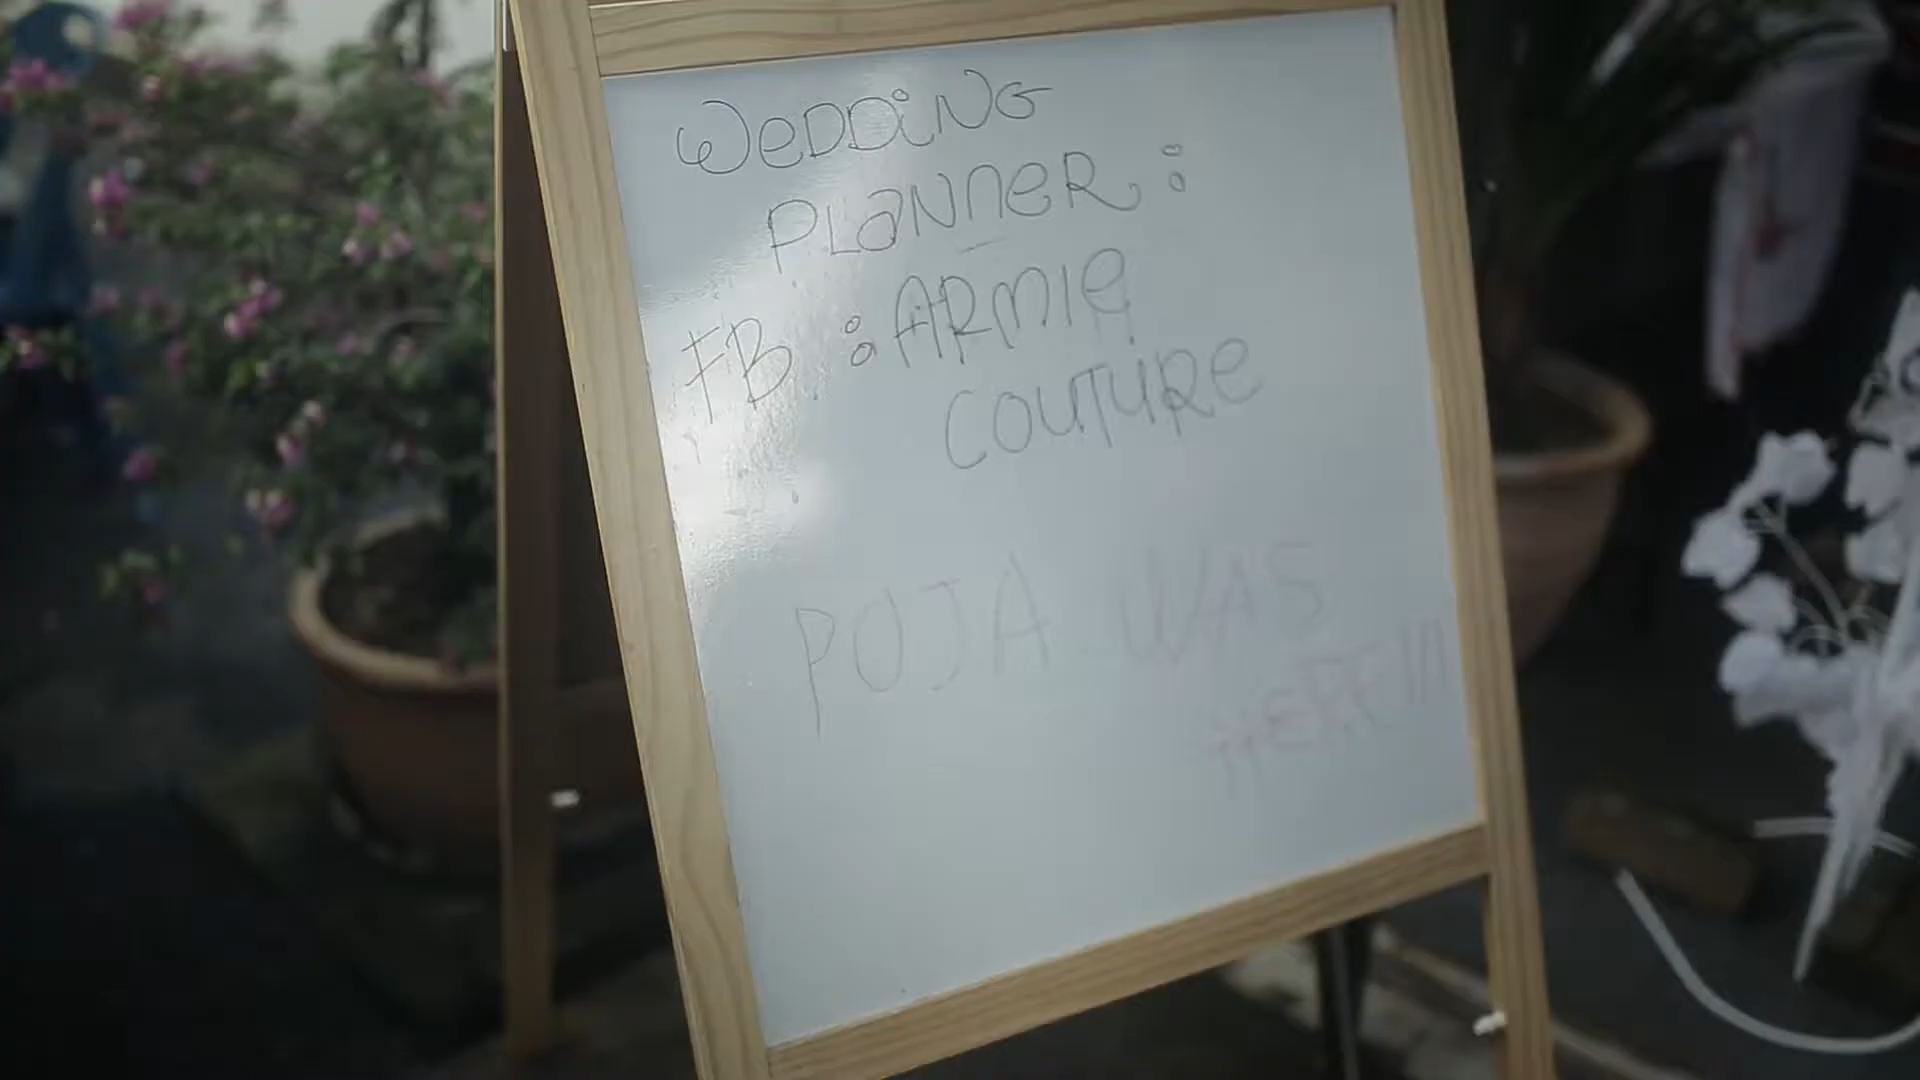 WeDDiNG
PLaNneR :
FB : ARMIe
COUTURe
POJA WAS
HERE!!!